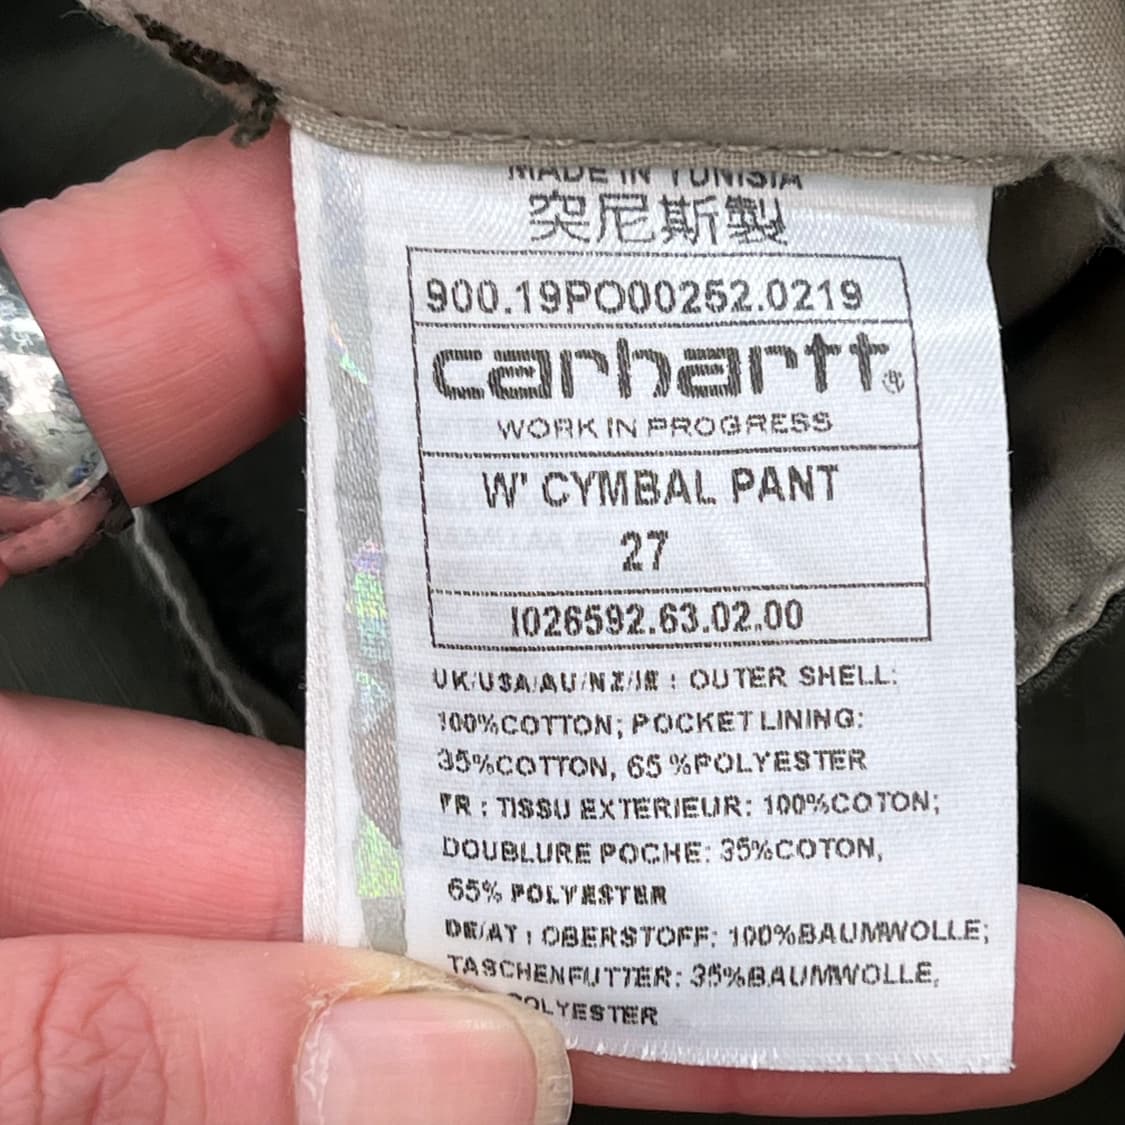 MADE IN TUNISIA
突尼斯製
900.19PO00252.0219
carhartt®
WORK IN PROGRESS
W' CYMBAL PANT
27
I026592.63.02.00
UK/USA/AU/NZ/IE : OUTER SHELL:
100%COTTON; POCKET LINING:
35%COTTON, 65 %POLYESTER
FR : TISSU EXTERIEUR: 100%COTON;
DOUBLURE POCHE: 35%COTON,
65% POLYESTER
DE/AT : OBERSTOFF: 100%BAUMWOLLE;
TASCHENFUTTER: 35%BAUMWOLLE,
POLYESTER